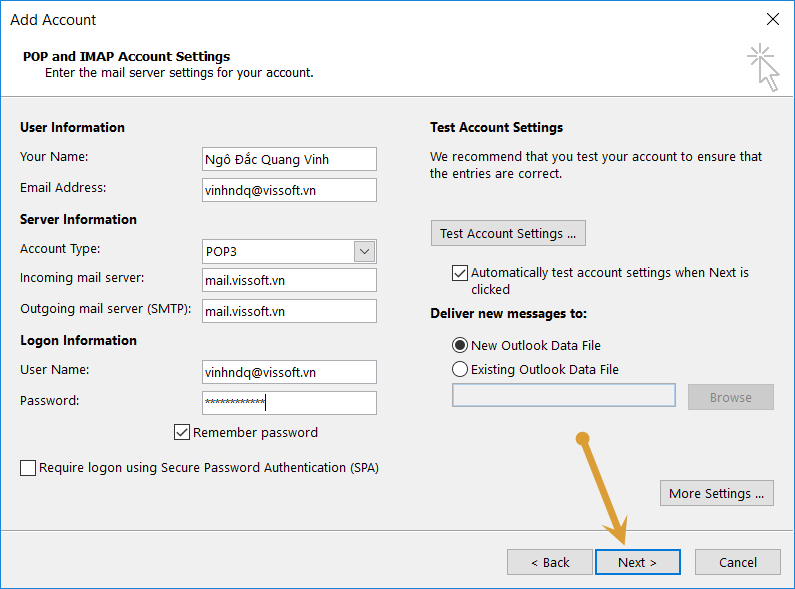 Add Account
POP and IMAP Account Settings
Enter the mail server settings for your account.
User Information
Your Name:
Ngô Đắc Quang Vinh
Email Address:
vinhndq@vissoft.vn
Server Information
Account Type:
POP3
Incoming mail server:
mail.vissoft.vn
Outgoing mail server (SMTP):
mail.vissoft.vn
Logon Information
User Name:
vinhndq@vissoft.vn
Password:
************
Remember password
Require logon using Secure Password Authentication (SPA)
Test Account Settings
We recommend that you test your account to ensure that
the entries are correct.
Test Account Settings ...
Automatically test account settings when Next is
clicked
Deliver new messages to:
New Outlook Data File
Existing Outlook Data File
Browse
More Settings ...
< Back
Next >
Cancel